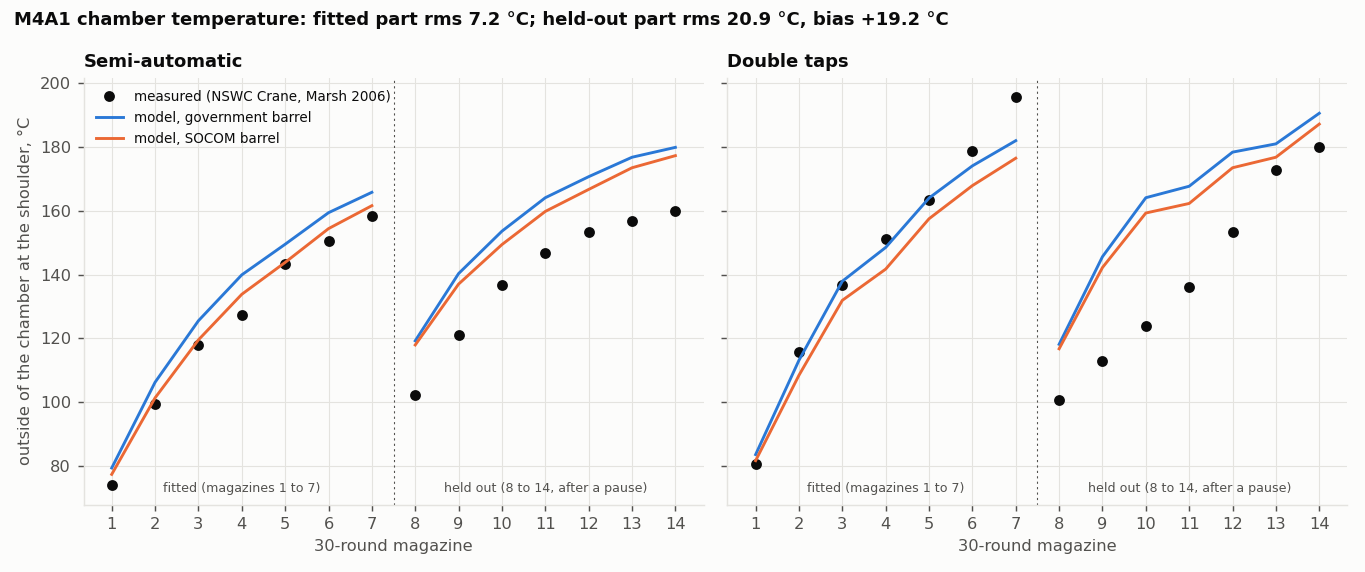 M4A1 chamber temperature: fitted part rms 7.2 °C; held-out part rms 20.9 °C, bias +19.2 °C
Semi-automatic
Double taps
measured (NSWC Crane, Marsh 2006)
model, government barrel
model, SOCOM barrel
outside of the chamber at the shoulder, °C
200
180
160
140
120
100
80
fitted (magazines 1 to 7)
held out (8 to 14, after a pause)
fitted (magazines 1 to 7)
held out (8 to 14, after a pause)
1 2 3 4 5 6 7 8 9 10 11 12 13 14
1 2 3 4 5 6 7 8 9 10 11 12 13 14
30-round magazine
30-round magazine